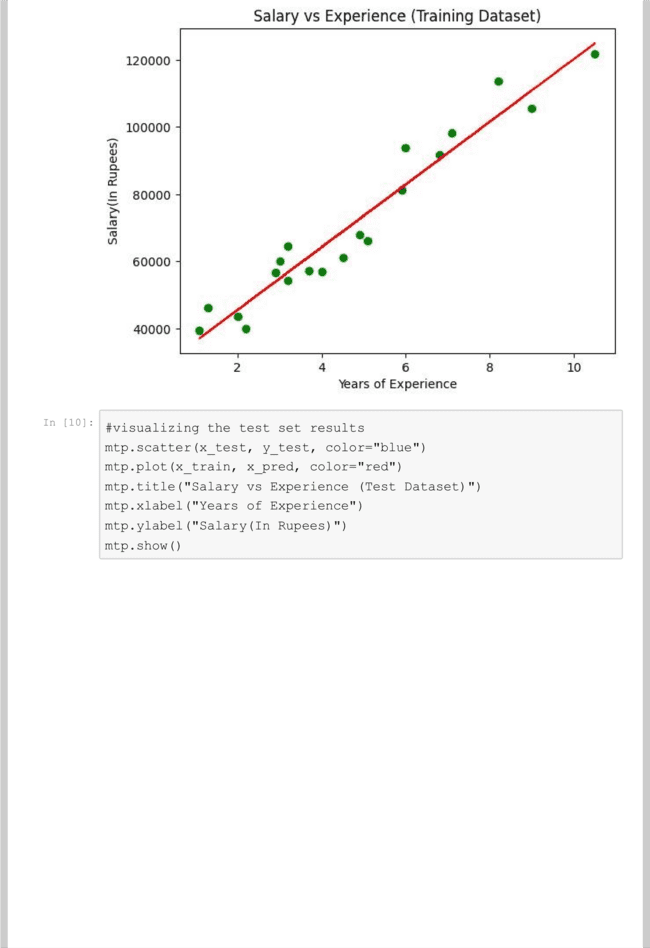 Salary vs Experience (Training Dataset)
120000
100000
80000
60000
40000
Salary(In Rupees)
2 4 6 8 10
Years of Experience
In [10]:
#visualizing the test set results
mtp.scatter(x_test, y_test, color="blue")
mtp.plot(x_train, x_pred, color="red")
mtp.title("Salary vs Experience (Test Dataset)")
mtp.xlabel("Years of Experience")
mtp.ylabel("Salary(In Rupees)")
mtp.show()